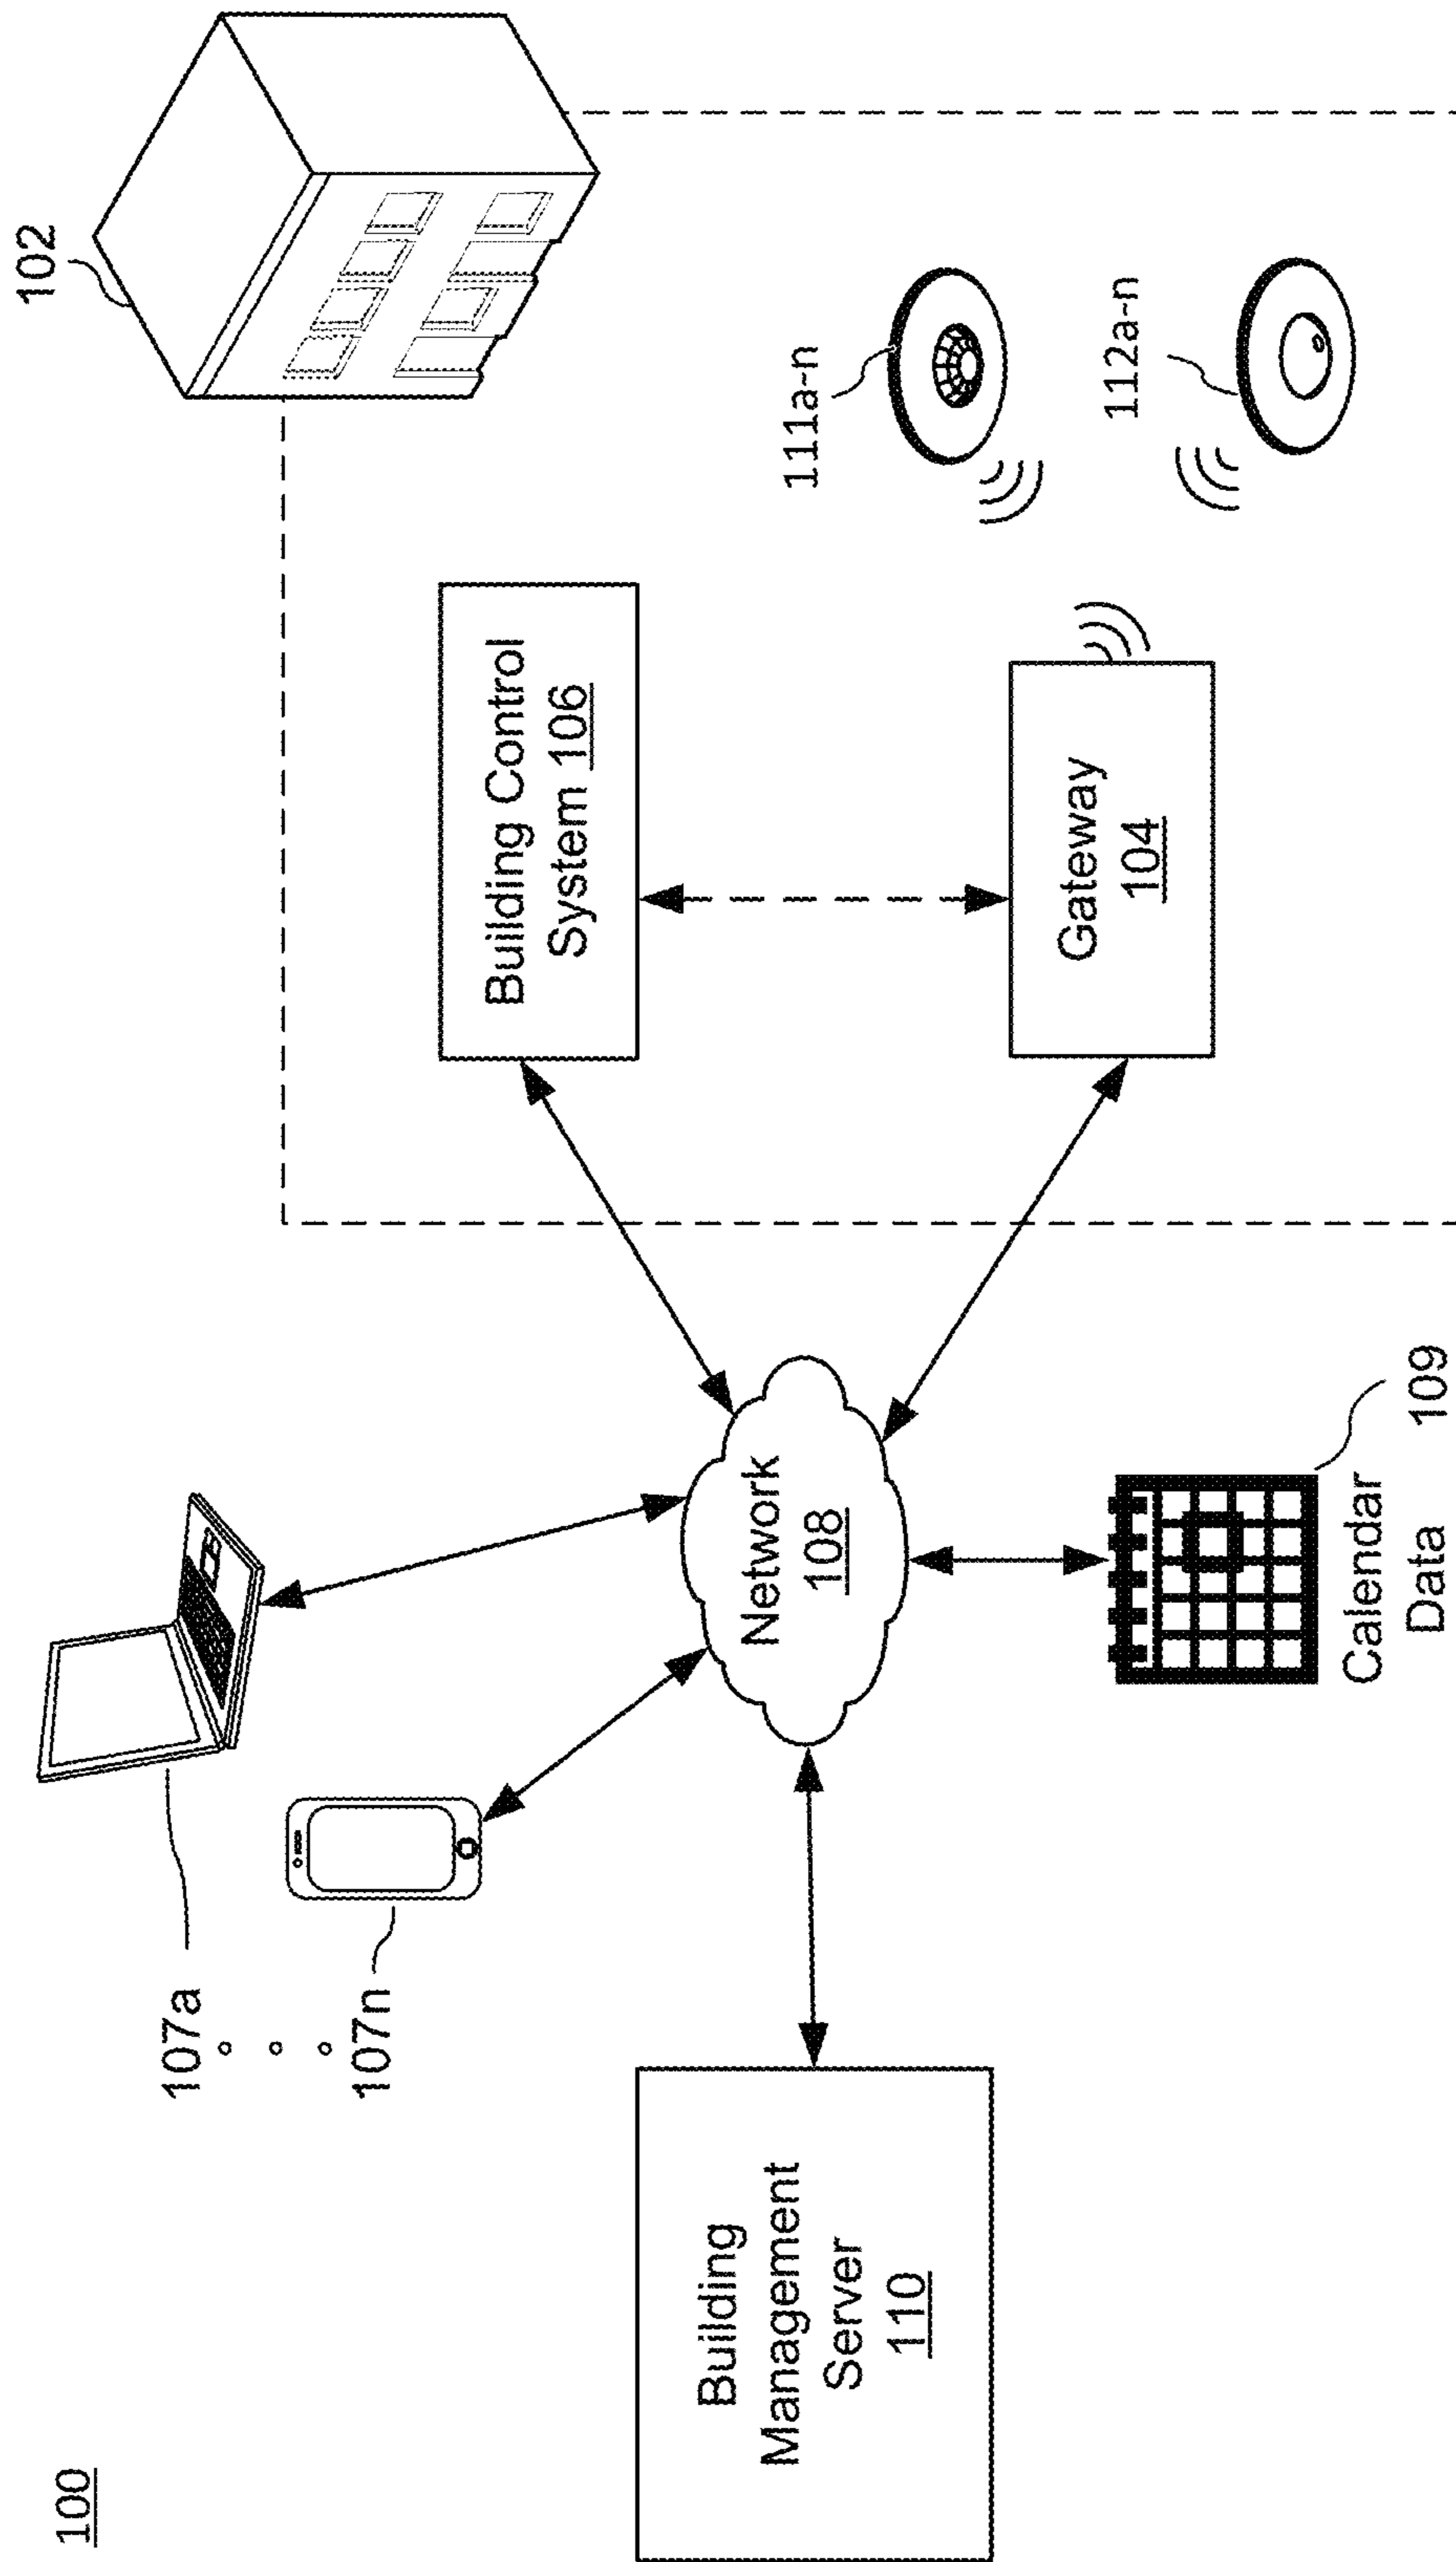 100
102
107a
107n
Building Control
System 106
111a-n
112a-n
Network
108
Gateway
104
Building
Management
Server
110
Calendar
Data
109